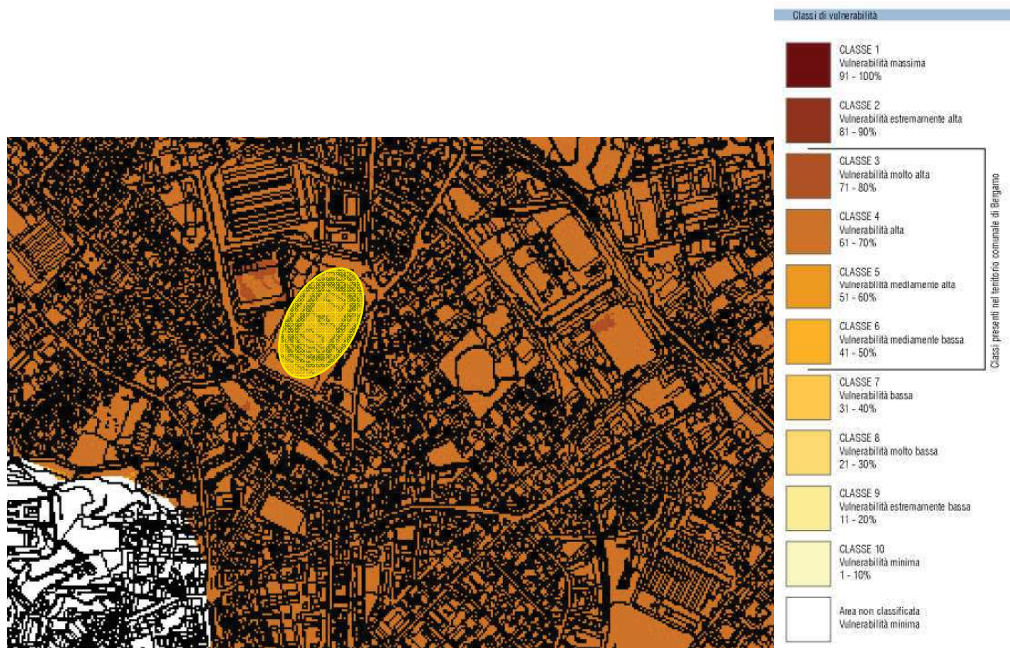 Classi di vulnerabilità
CLASSE 1
Vulnerabilità massima
91 - 100%
CLASSE 2
Vulnerabilità estremamente alta
81 - 90%
CLASSE 3
Vulnerabilità molto alta
71 - 80%
CLASSE 4
Vulnerabilità alta
61 - 70%
CLASSE 5
Vulnerabilità mediamente alta
51 - 60%
CLASSE 6
Vulnerabilità mediamente bassa
41 - 50%
CLASSE 7
Vulnerabilità bassa
31 - 40%
CLASSE 8
Vulnerabilità molto bassa
21 - 30%
CLASSE 9
Vulnerabilità estremamente bassa
11 - 20%
CLASSE 10
Vulnerabilità minima
1 - 10%
Area non classificata
Vulnerabilità minima
Classi presenti nel territorio comunale di Bergamo